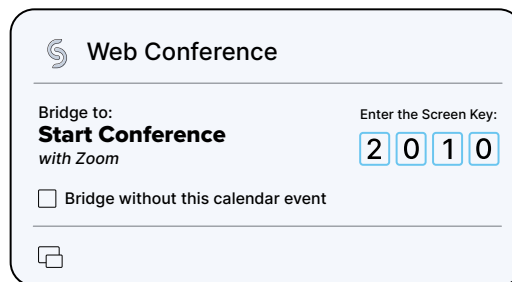 Web Conference
Bridge to:
Start Conference
with Zoom
Enter the Screen Key:
2 0 1 0
Bridge without this calendar event